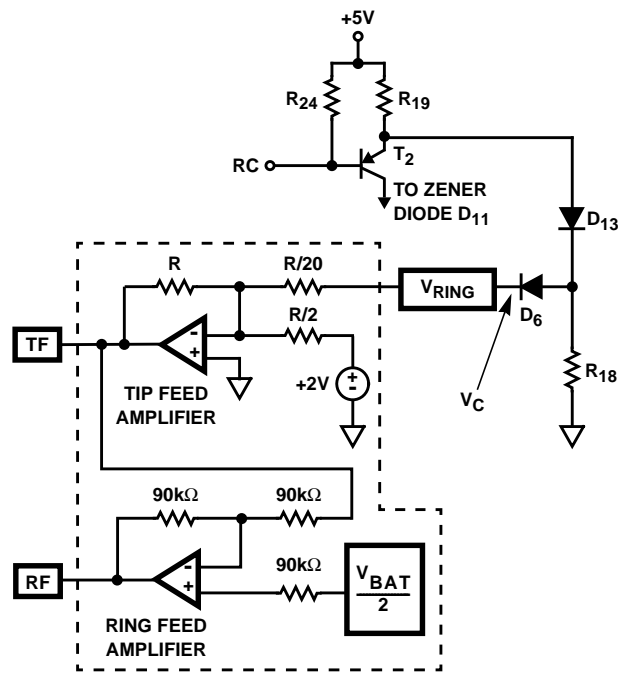 +5V
R24
R19
RC
T2
TO ZENER
DIODE D11
D13
R
R/20
VRING
D6
R/2
TF
-
+
+
-
+2V
TIP FEED
AMPLIFIER
VC
R18
90kΩ
90kΩ
RF
-
+
90kΩ
VBAT
2
RING FEED
AMPLIFIER